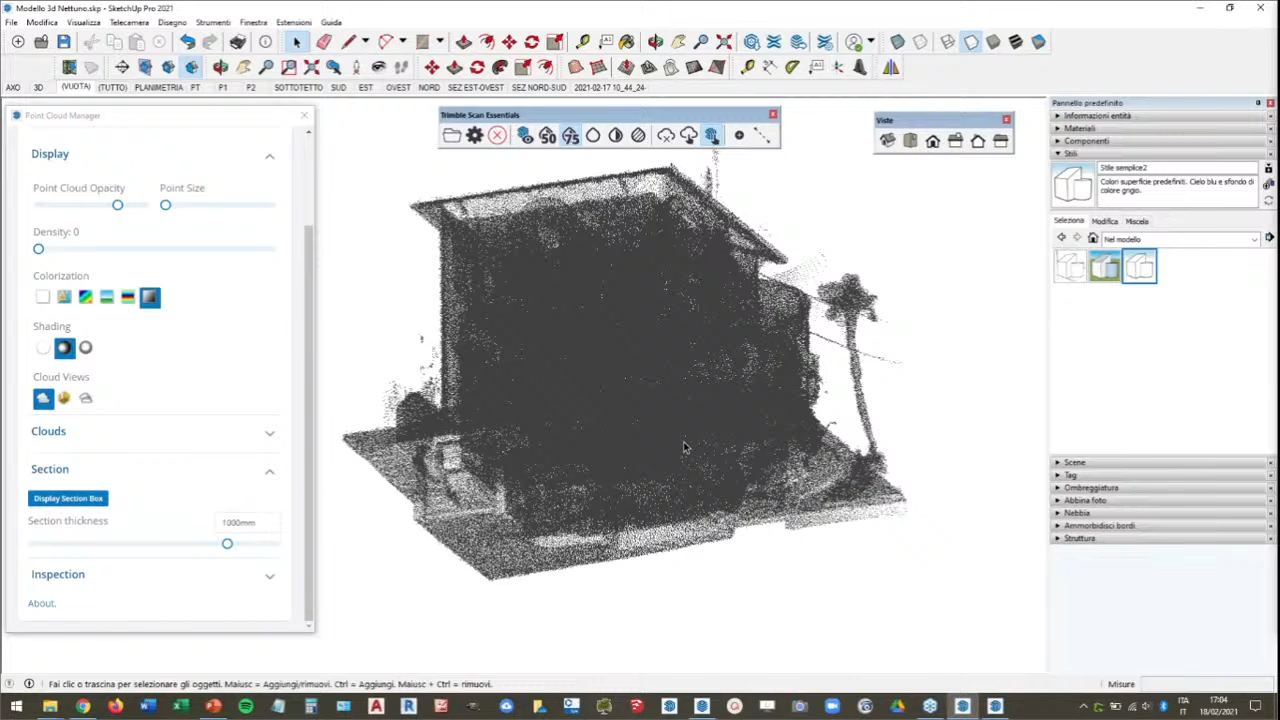 Modello 3d Nettuno.skp - SketchUp Pro 2021
File Modifica Visualizza Telecamera Disegno Strumenti Finestra Estensioni Guida
AXO 3D (VUOTA) (TUTTO) PLANIMETRIA PT P1 P2 SOTTOTETTO SUD EST OVEST NORD SEZ EST-OVEST SEZ NORD-SUD 2021-02-17 10_44_24-
Point Cloud Manager
Display
Point Cloud Opacity Point Size
Density: 0
Colorization
Shading
Cloud Views
Clouds
Section
Display Section Box
Section thickness 1000mm
Inspection
About.
Trimble Scan Essentials
50 75
Viste
Pannello predefinito
Informazioni entità
Materiali
Componenti
Stili
Stile semplice2
Colori superficie predefiniti. Cielo blu e sfondo di
colore grigio.
Seleziona Modifica Miscela
Nel modello
Scene
Tag
Ombreggiatura
Abbina foto
Nebbia
Ammorbidisci bordi
Struttura
Fai clic o trascina per selezionare gli oggetti. Maiusc = Aggiungi/rimuovi. Ctrl = Aggiungi. Maiusc + Ctrl = rimuovi.
Misure
ITA 17:04
IT 18/02/2021